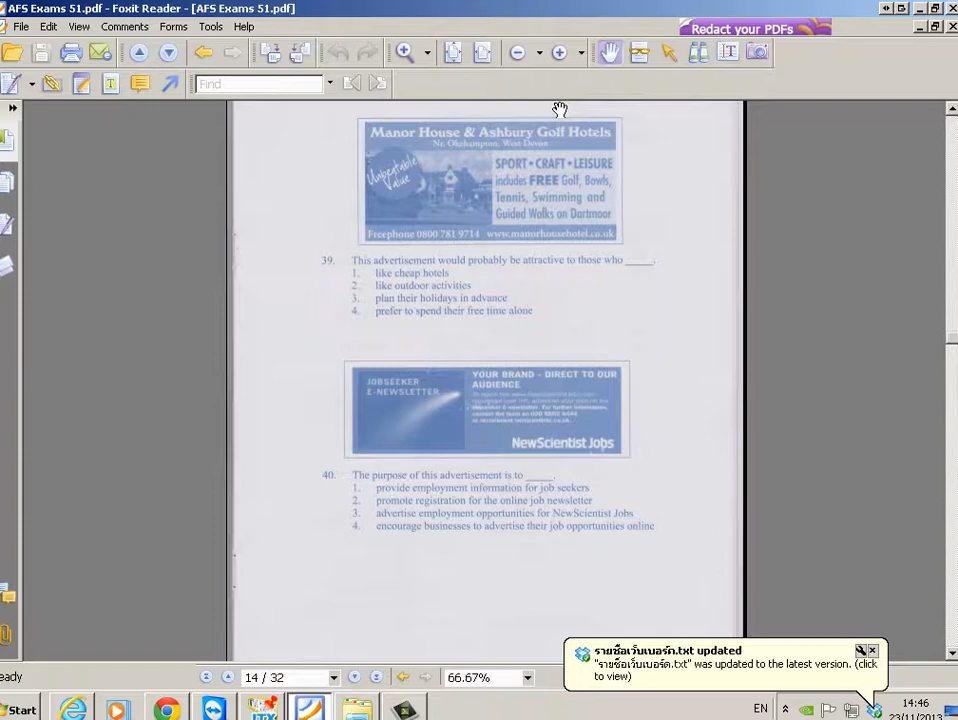 AFS Exams 51.pdf - Foxit Reader - [AFS Exams 51.pdf]
File Edit View Comments Forms Tools Help
Redact your PDFs
Find
Manor House & Ashbury Golf Hotels
Nr. Okehampton, West Devon
Unbeatable
Value
SPORT • CRAFT • LEISURE
includes FREE Golf, Bowls,
Tennis, Swimming and
Guided Walks on Dartmoor
Freephone 0800 781 9714 www.manorhousehotel.co.uk
39. This advertisement would probably be attractive to those who _____.
1. like cheap hotels
2. like outdoor activities
3. plan their holidays in advance
4. prefer to spend their free time alone
JOBSEEKER
E-NEWSLETTER
YOUR BRAND – DIRECT TO OUR
AUDIENCE
NewScientist Jobs
40. The purpose of this advertisement is to _____.
1. provide employment information for job seekers
2. promote registration for the online job newsletter
3. advertise employment opportunities for NewScientist Jobs
4. encourage businesses to advertise their job opportunities online
รายชื่อเว็บเบอร์ด.txt updated
"รายชื่อเว็บเบอร์ด.txt" was updated to the latest version. (click
to view)
eady
14 / 32
66.67%
Start
EN
14:46
23/11/2013